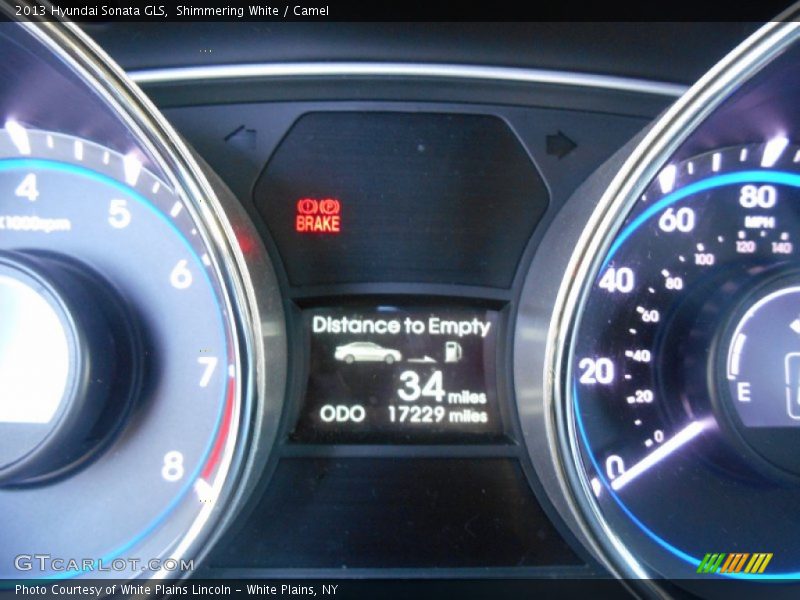 2013 Hyundai Sonata GLS, Shimmering White / Camel
4
5
6
7
8
x1000rpm
BRAKE
Distance to Empty
34 miles
ODO 17229 miles
80
60
MPH
40
20
0
140
120
100
80
60
40
20
0
E
GTCARLOT.COM
Photo Courtesy of White Plains Lincoln - White Plains, NY